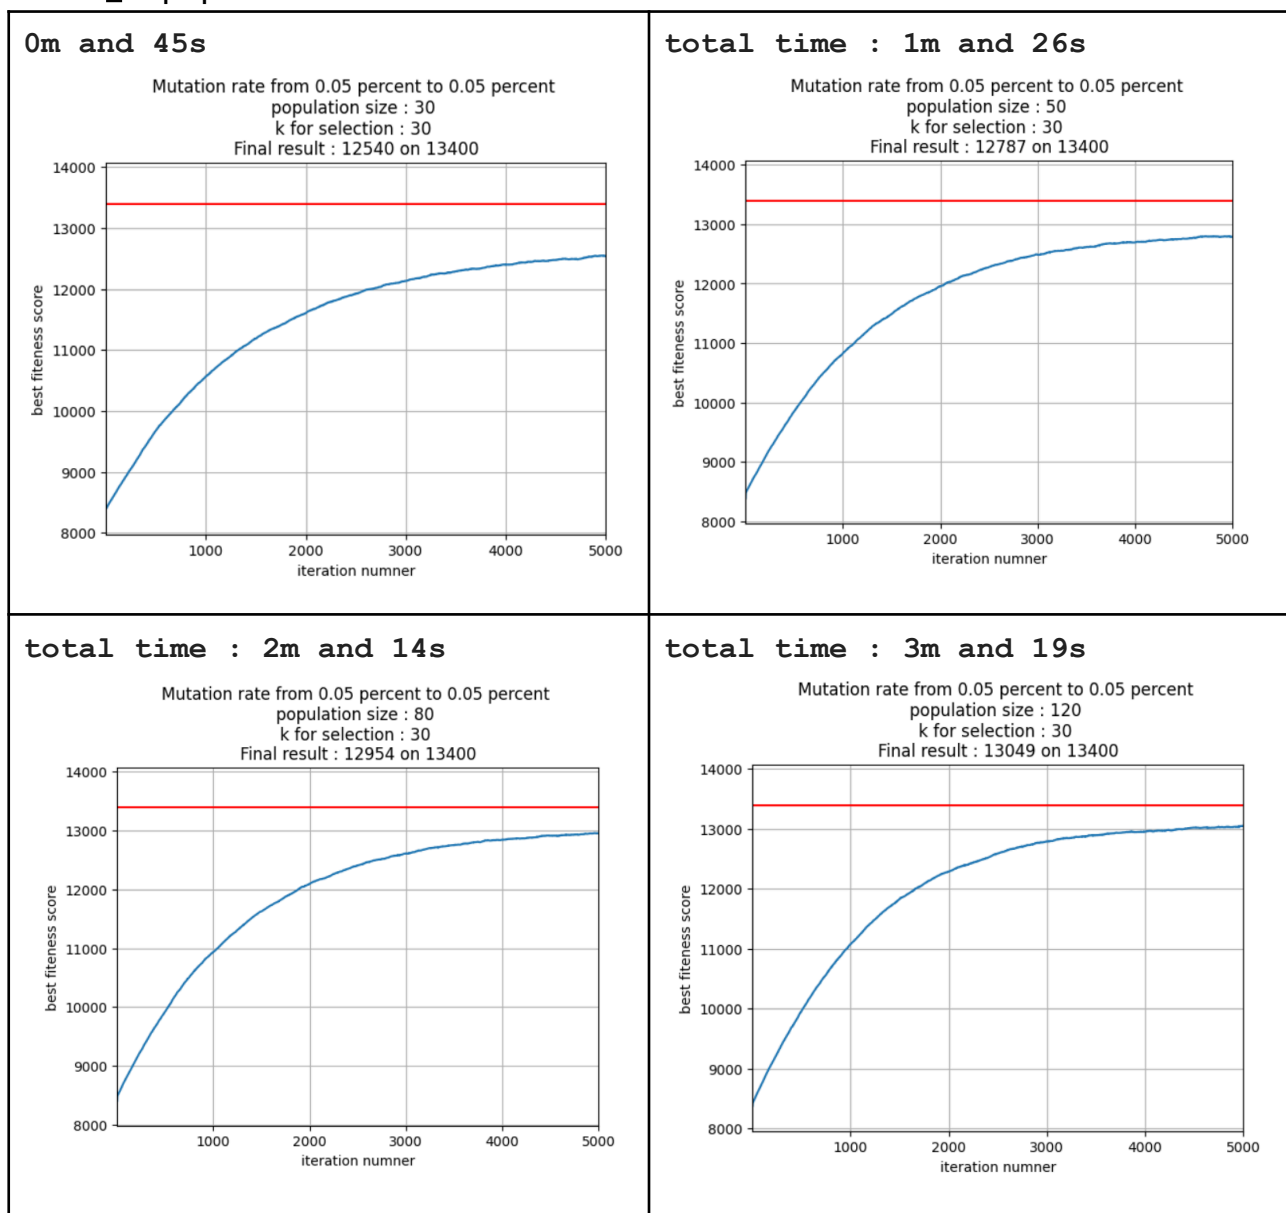 0m and 45s
Mutation rate from 0.05 percent to 0.05 percent
population size : 30
k for selection : 30
Final result : 12540 on 13400
14000
13000
12000
11000
10000
9000
8000
best fiteness score
1000 2000 3000 4000 5000
iteration numner
total time : 1m and 26s
Mutation rate from 0.05 percent to 0.05 percent
population size : 50
k for selection : 30
Final result : 12787 on 13400
14000
13000
12000
11000
10000
9000
8000
best fiteness score
1000 2000 3000 4000 5000
iteration numner
total time : 2m and 14s
Mutation rate from 0.05 percent to 0.05 percent
population size : 80
k for selection : 30
Final result : 12954 on 13400
14000
13000
12000
11000
10000
9000
8000
best fiteness score
1000 2000 3000 4000 5000
iteration numner
total time : 3m and 19s
Mutation rate from 0.05 percent to 0.05 percent
population size : 120
k for selection : 30
Final result : 13049 on 13400
14000
13000
12000
11000
10000
9000
8000
best fiteness score
1000 2000 3000 4000 5000
iteration numner